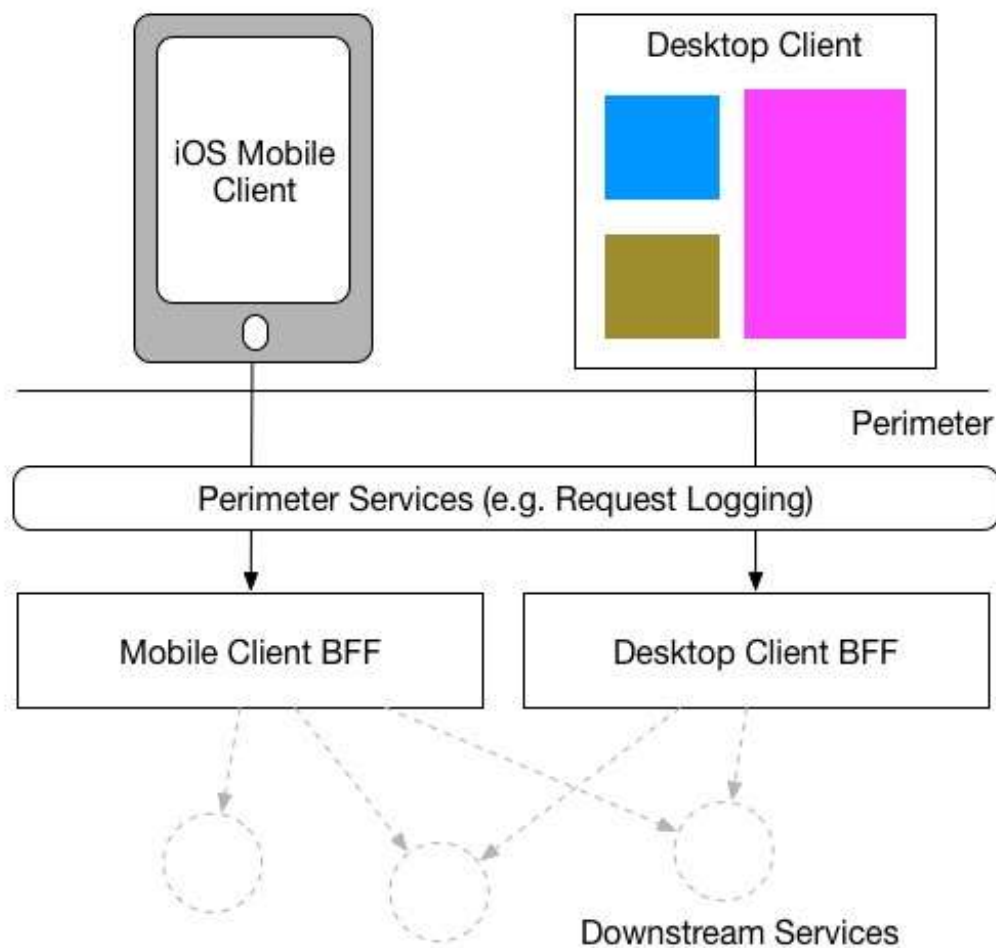 Desktop Client
iOS Mobile
Client
Perimeter
Perimeter Services (e.g. Request Logging)
Mobile Client BFF
Desktop Client BFF
Downstream Services